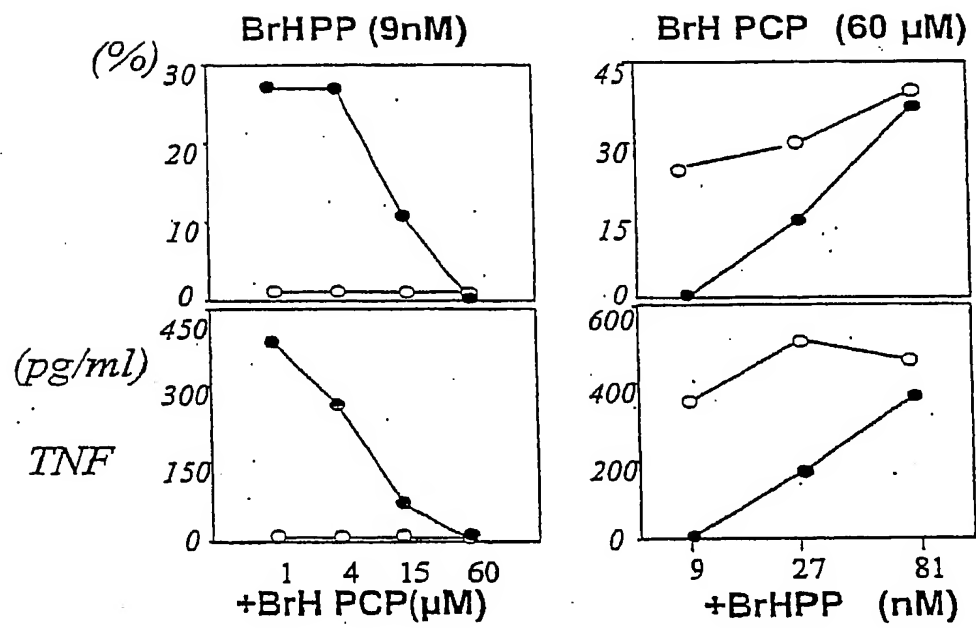 BrHPP (9nM)
BrH PCP (60 µM)
(%)
30
20
10
0
45
30
15
0
450
300
150
0
600
400
200
0
(pg/ml)
TNF
1 4 15 60
+BrH PCP(µM)
9 27 81
+BrHPP (nM)